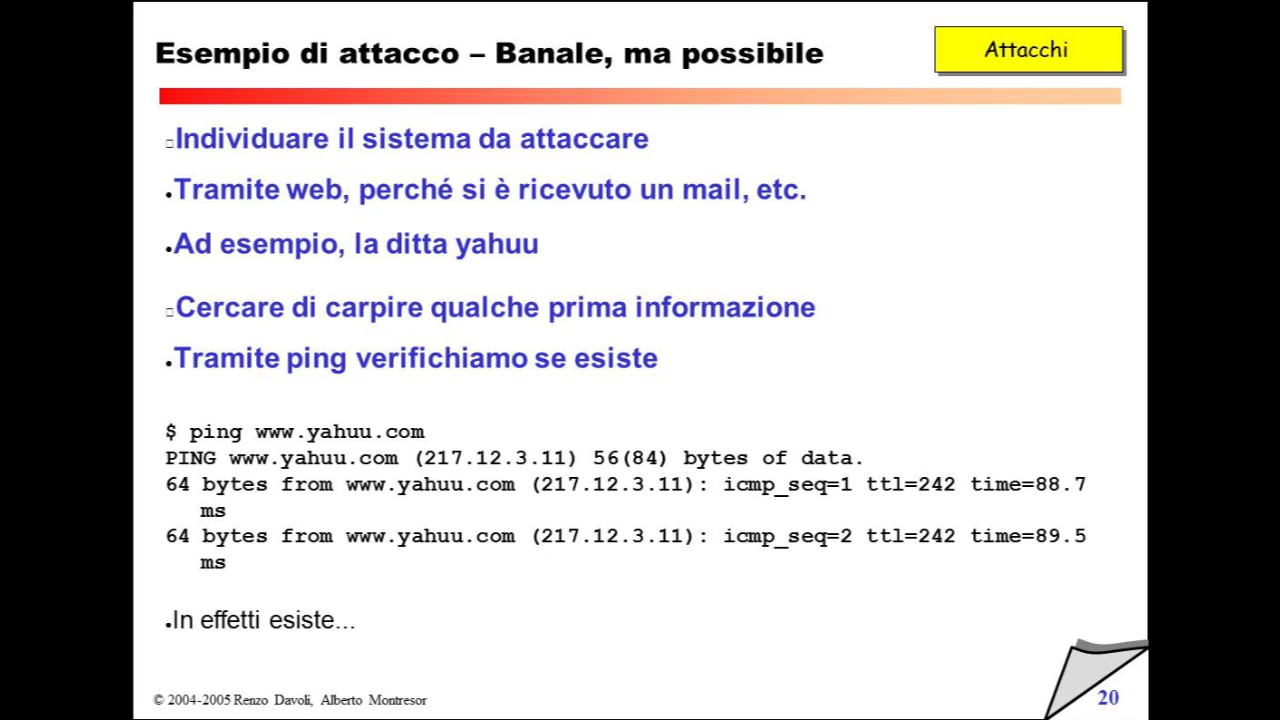 Esempio di attacco – Banale, ma possibile
Attacchi
Individuare il sistema da attaccare
•Tramite web, perché si è ricevuto un mail, etc.
•Ad esempio, la ditta yahuu
Cercare di carpire qualche prima informazione
•Tramite ping verifichiamo se esiste
$ ping www.yahuu.com
PING www.yahuu.com (217.12.3.11) 56(84) bytes of data.
64 bytes from www.yahuu.com (217.12.3.11): icmp_seq=1 ttl=242 time=88.7
ms
64 bytes from www.yahuu.com (217.12.3.11): icmp_seq=2 ttl=242 time=89.5
ms
•In effetti esiste...
© 2004-2005 Renzo Davoli, Alberto Montresor
20